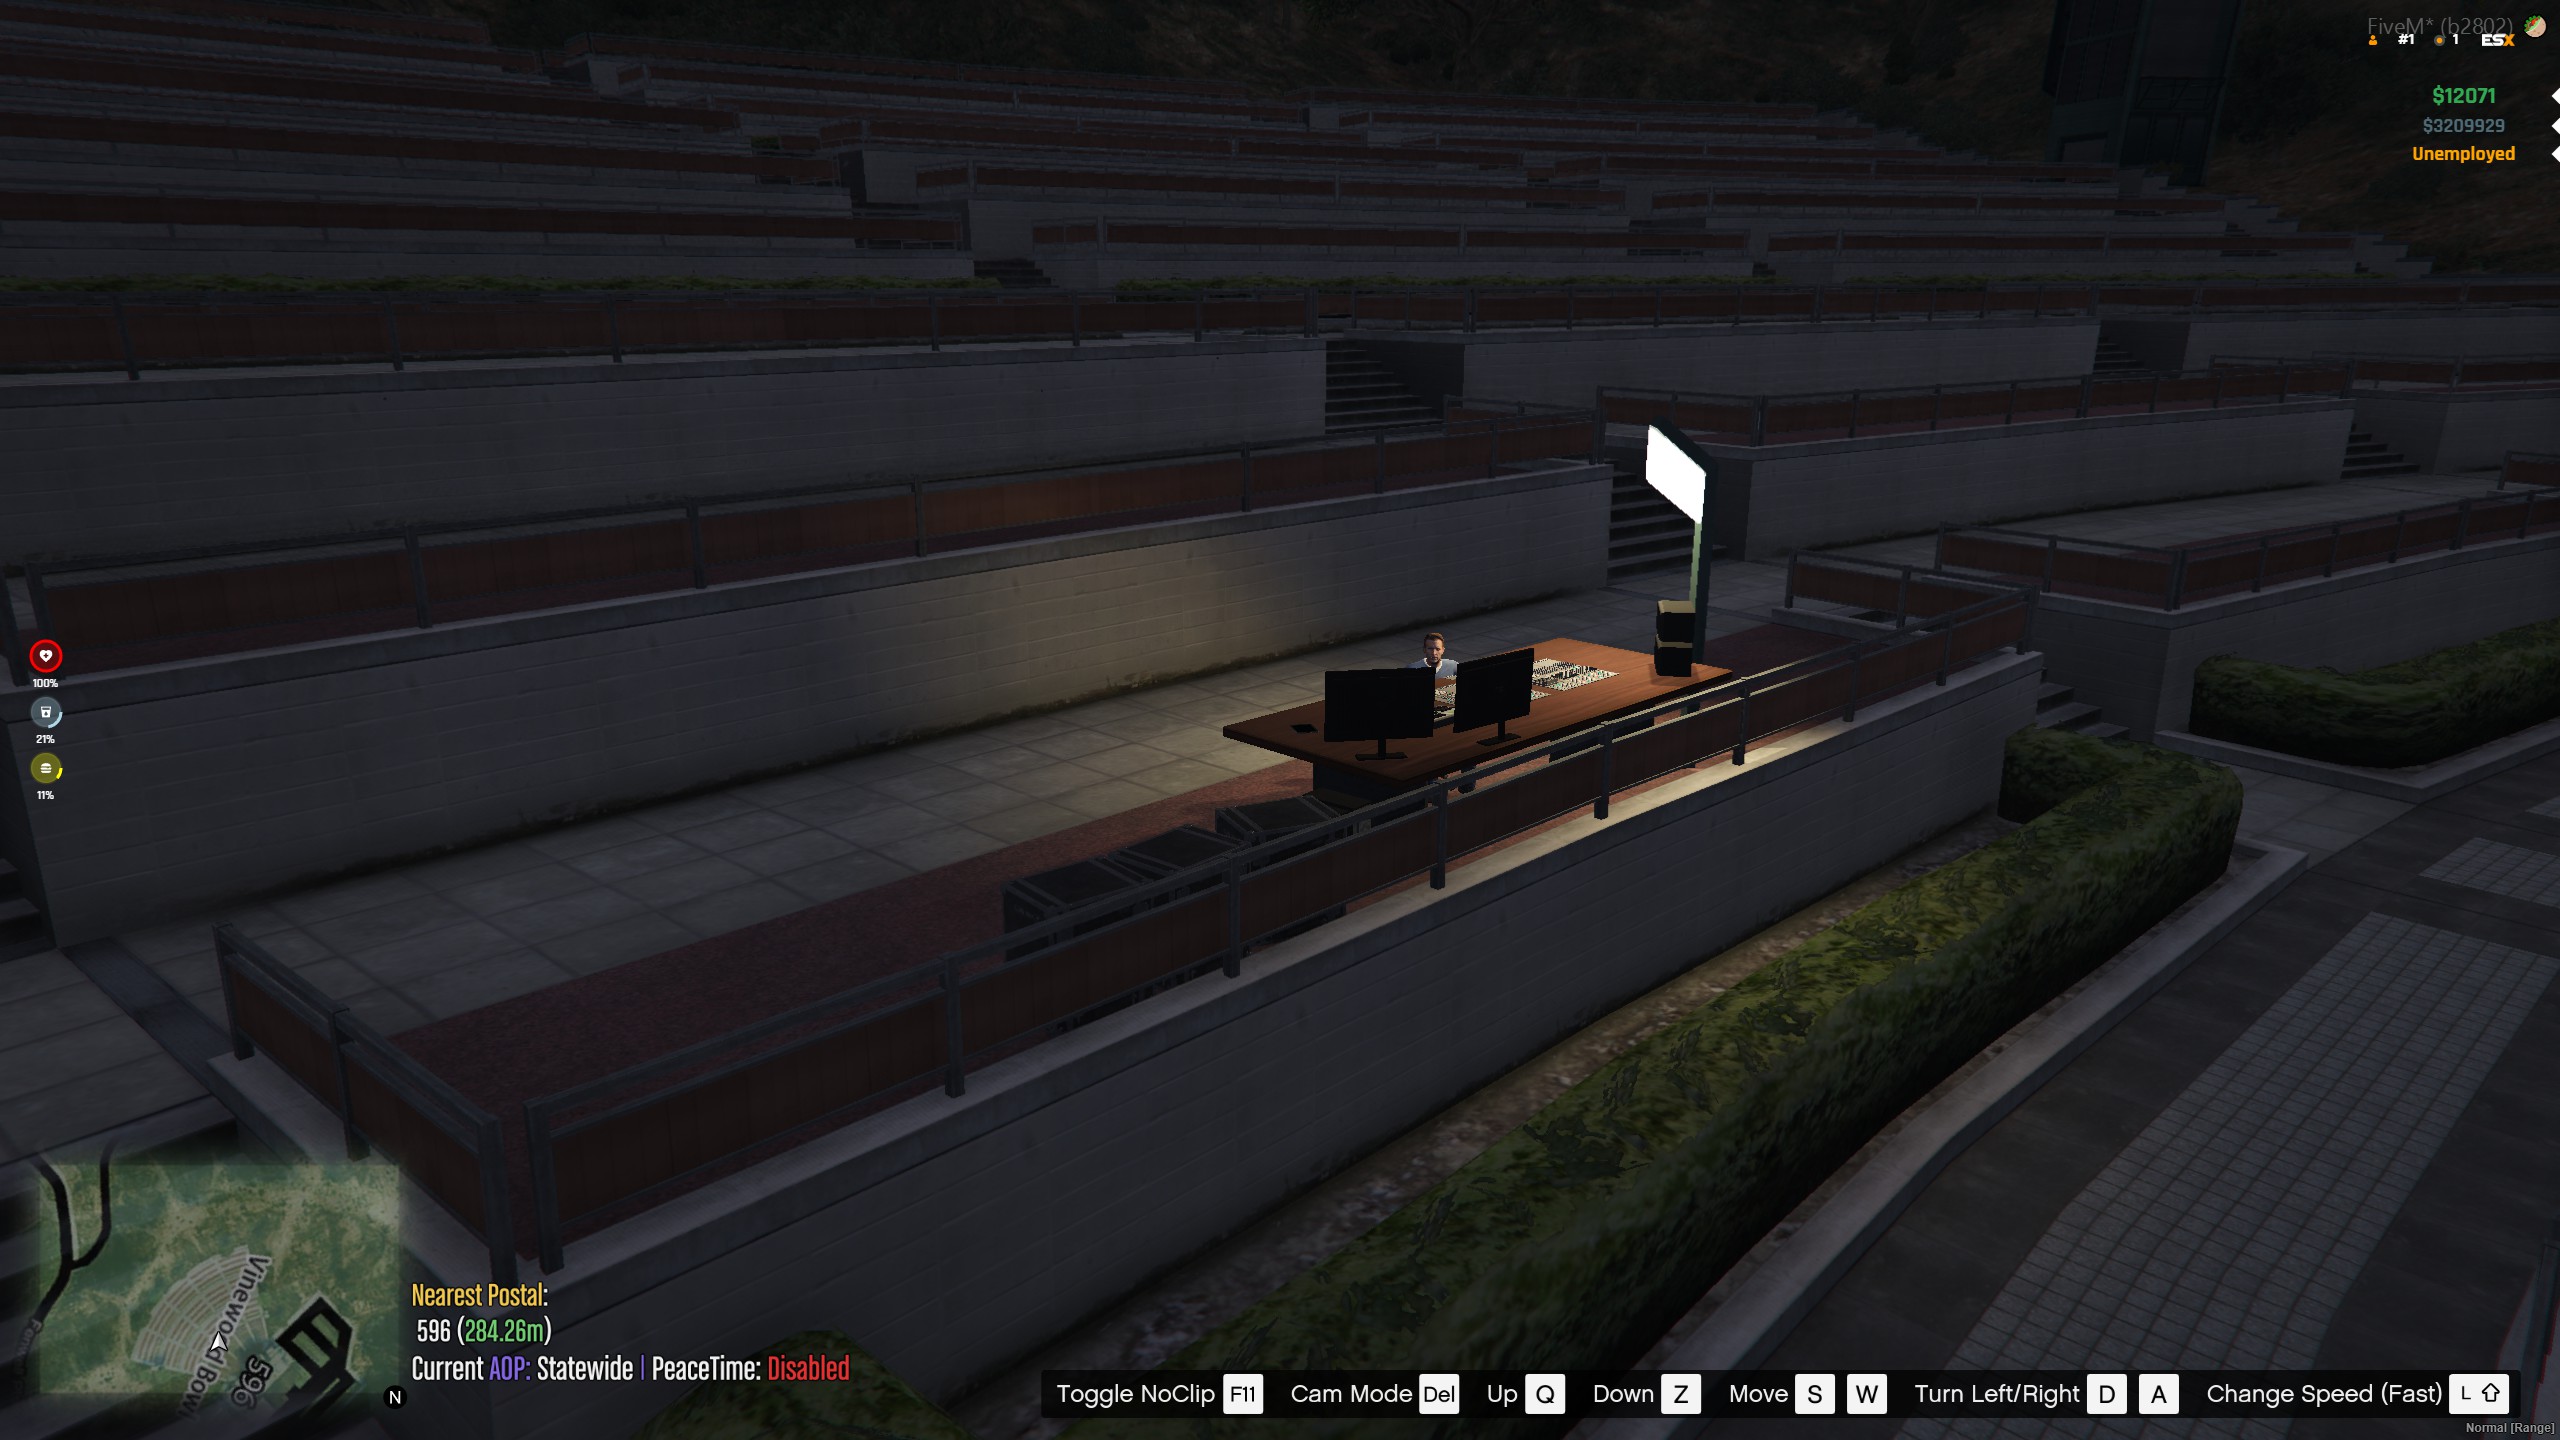 FiveM* (b2802)
#1 1 ESX
$12071
$3209929
Unemployed
100%
21%
11%
Vinewood Bowl
596
N
Nearest Postal:
596 (284.26m)
Current AOP: Statewide | PeaceTime: Disabled
Toggle NoClip F11 Cam Mode Del Up Q Down Z Move S W Turn Left/Right D A Change Speed (Fast) L ⇧
Normal [Range]